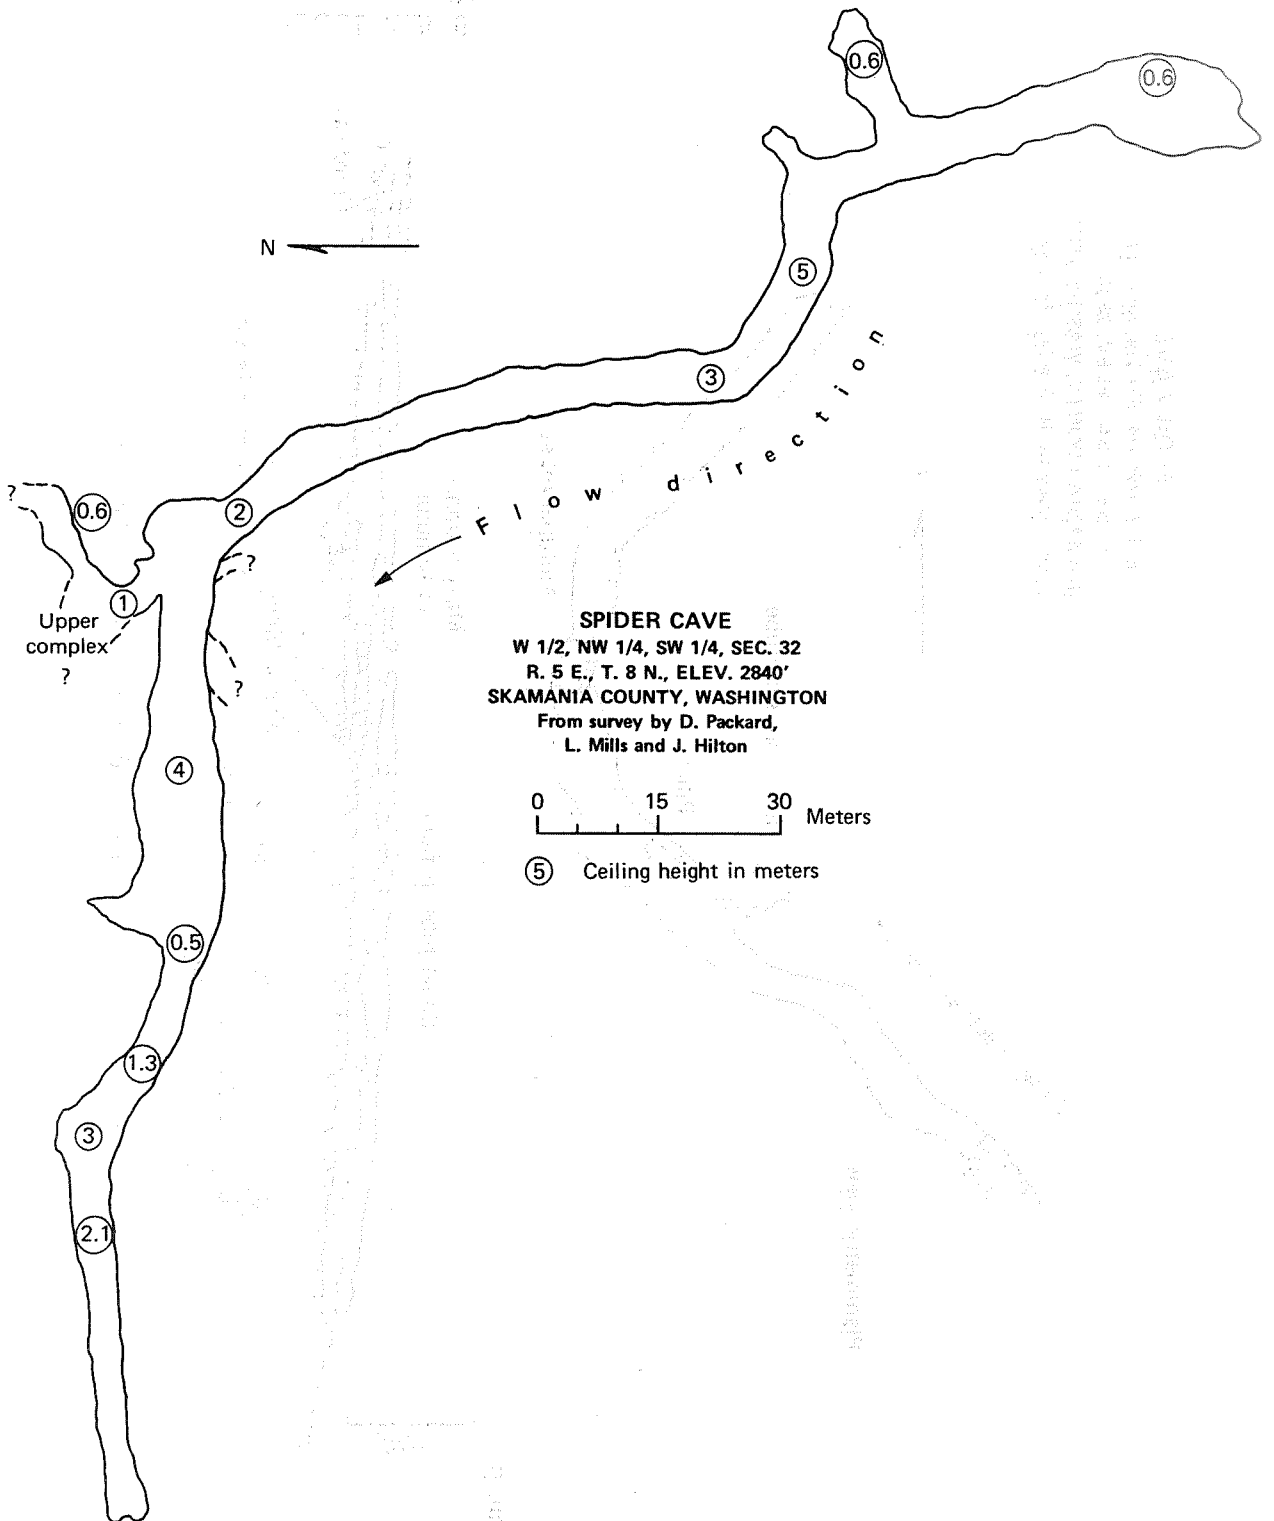 0.6
0.6
N
5
3
Flow direction
?
0.6
2
?
1
Upper
complex
?
?
SPIDER CAVE
W 1/2, NW 1/4, SW 1/4, SEC. 32
R. 5 E., T. 8 N., ELEV. 2840'
SKAMANIA COUNTY, WASHINGTON
From survey by D. Packard,
L. Mills and J. Hilton
4
0 15 30 Meters
5 Ceiling height in meters
0.5
1.3
3
2.1